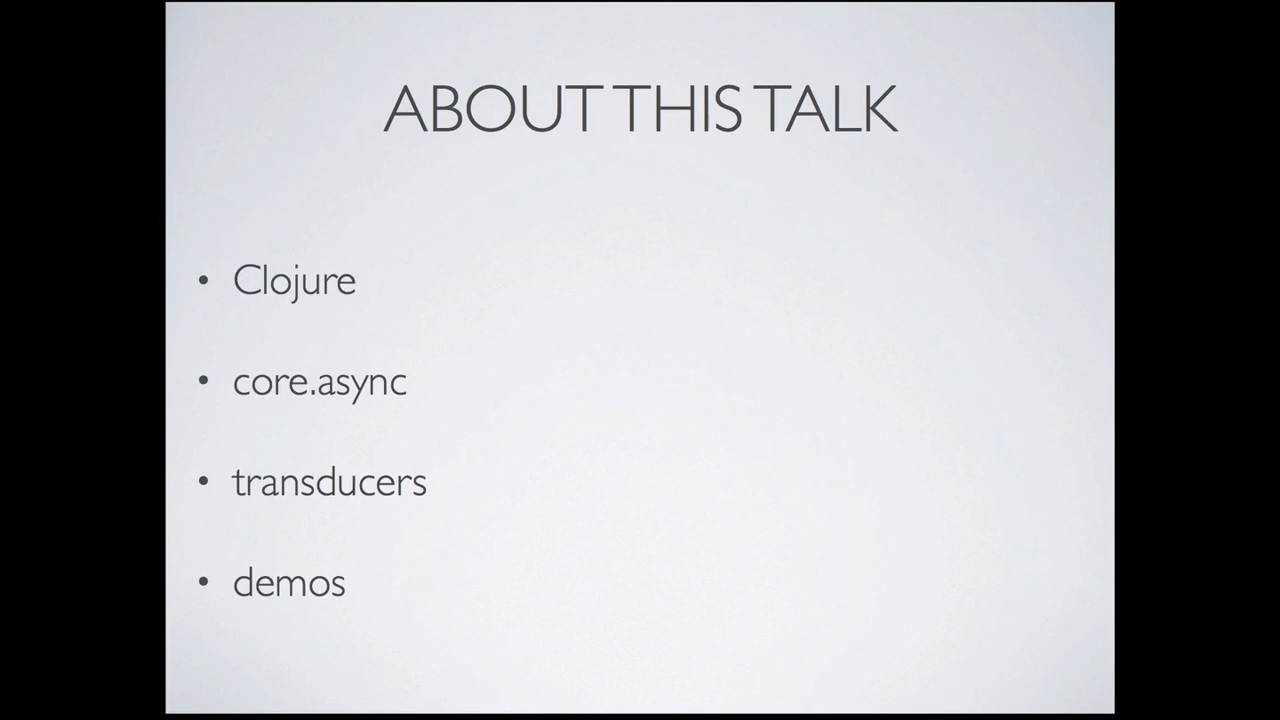 ABOUT THIS TALK
• Clojure
• core.async
• transducers
• demos